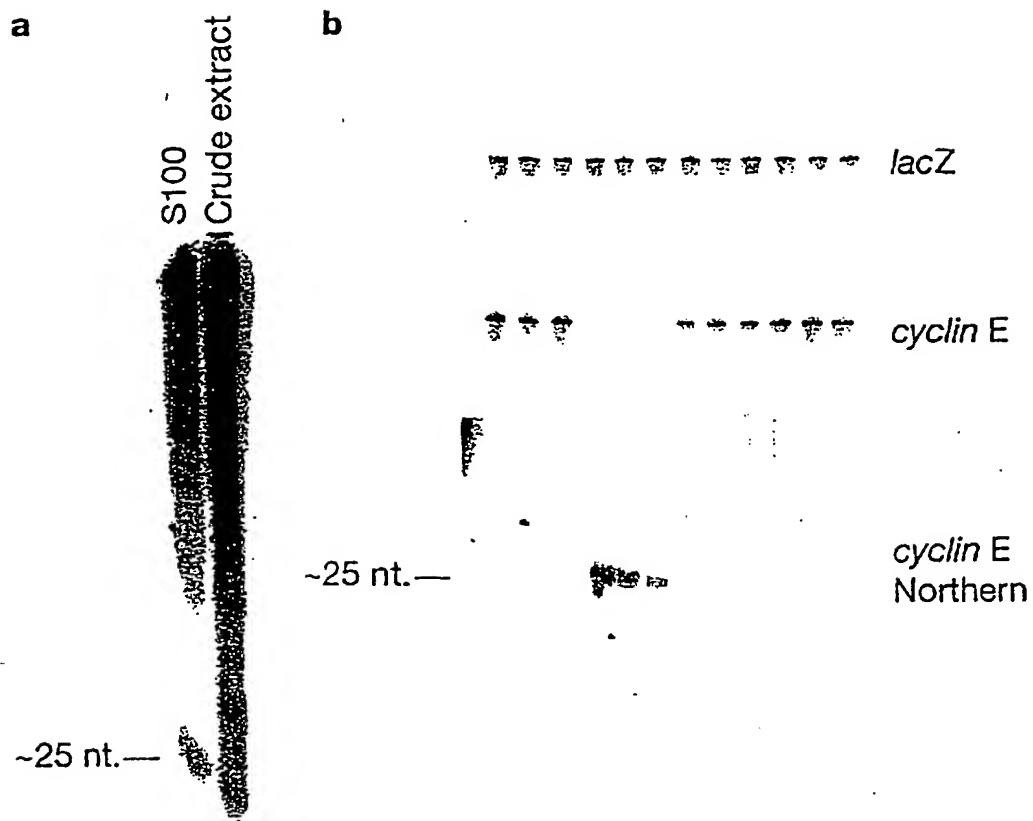 a
S100
Crude extract
~25 nt.
b
lacZ
cyclin E
~25 nt.
cyclin E
Northern